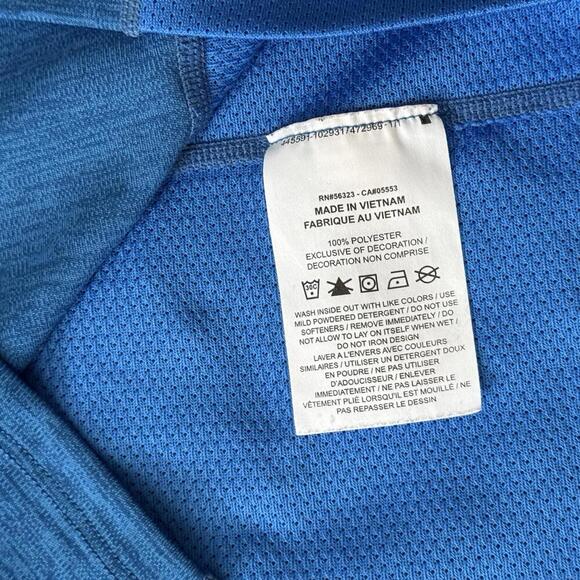 RN#56323 - CA#05553
MADE IN VIETNAM
FABRIQUE AU VIETNAM
100% POLYESTER
EXCLUSIVE OF DECORATION /
DECORATION NON COMPRISE
30C
WASH INSIDE OUT WITH LIKE COLORS / USE
MILD POWDERED DETERGENT / DO NOT USE
SOFTENERS / REMOVE IMMEDIATELY / DO
NOT ALLOW TO LAY ON ITSELF WHEN WET /
DO NOT IRON DESIGN
LAVER A L'ENVERS AVEC COULEURS
SIMILAIRES / UTILISER UN DETERGENT DOUX
EN POUDRE / NE PAS UTILISER
D'ADOUCISSEUR / ENLEVER
IMMEDIATEMENT / NE PAS LAISSER LE
VÊTEMENT PLIÉ LORSQU'IL EST MOUILLÉ / NE
PAS REPASSER LE DESSIN